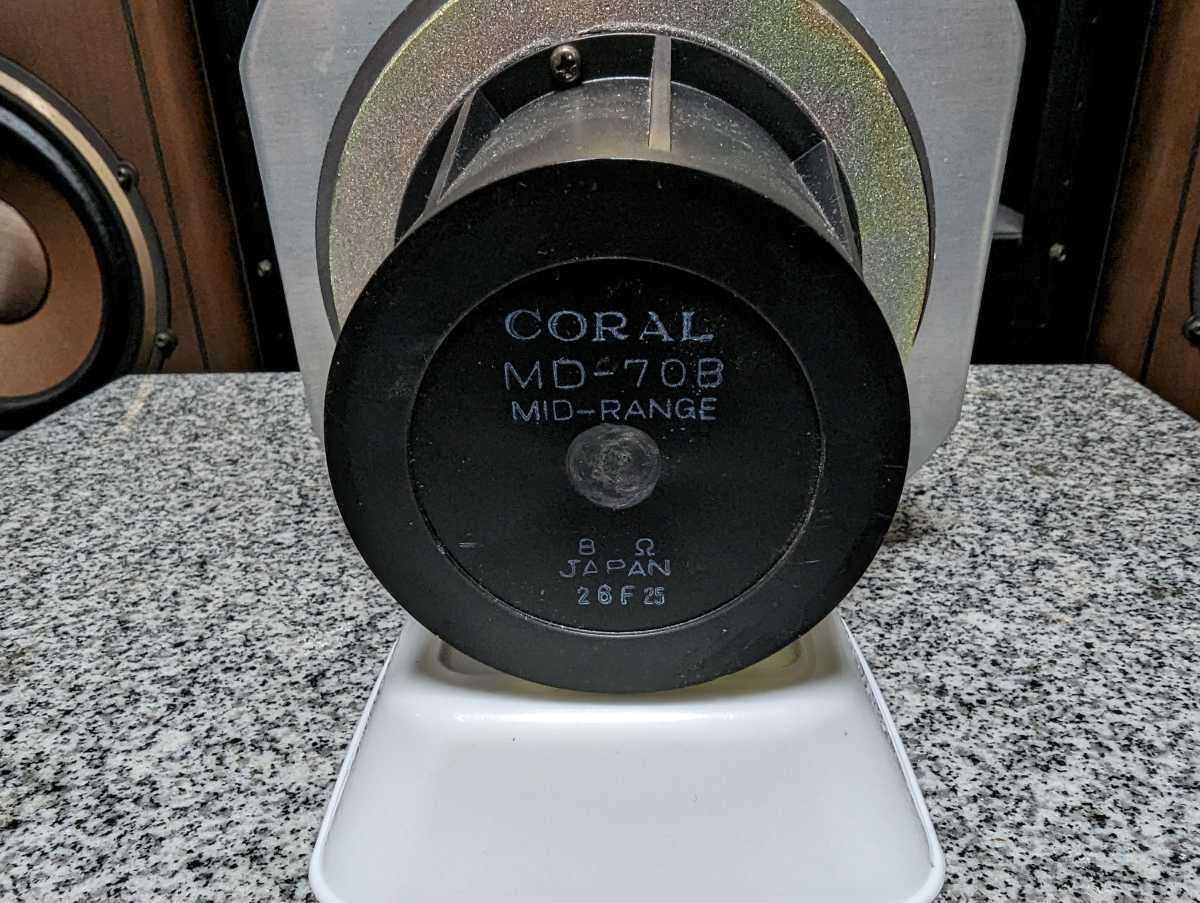 CORAL
MD-70B
MID-RANGE
8 Ω
JAPAN
26F25